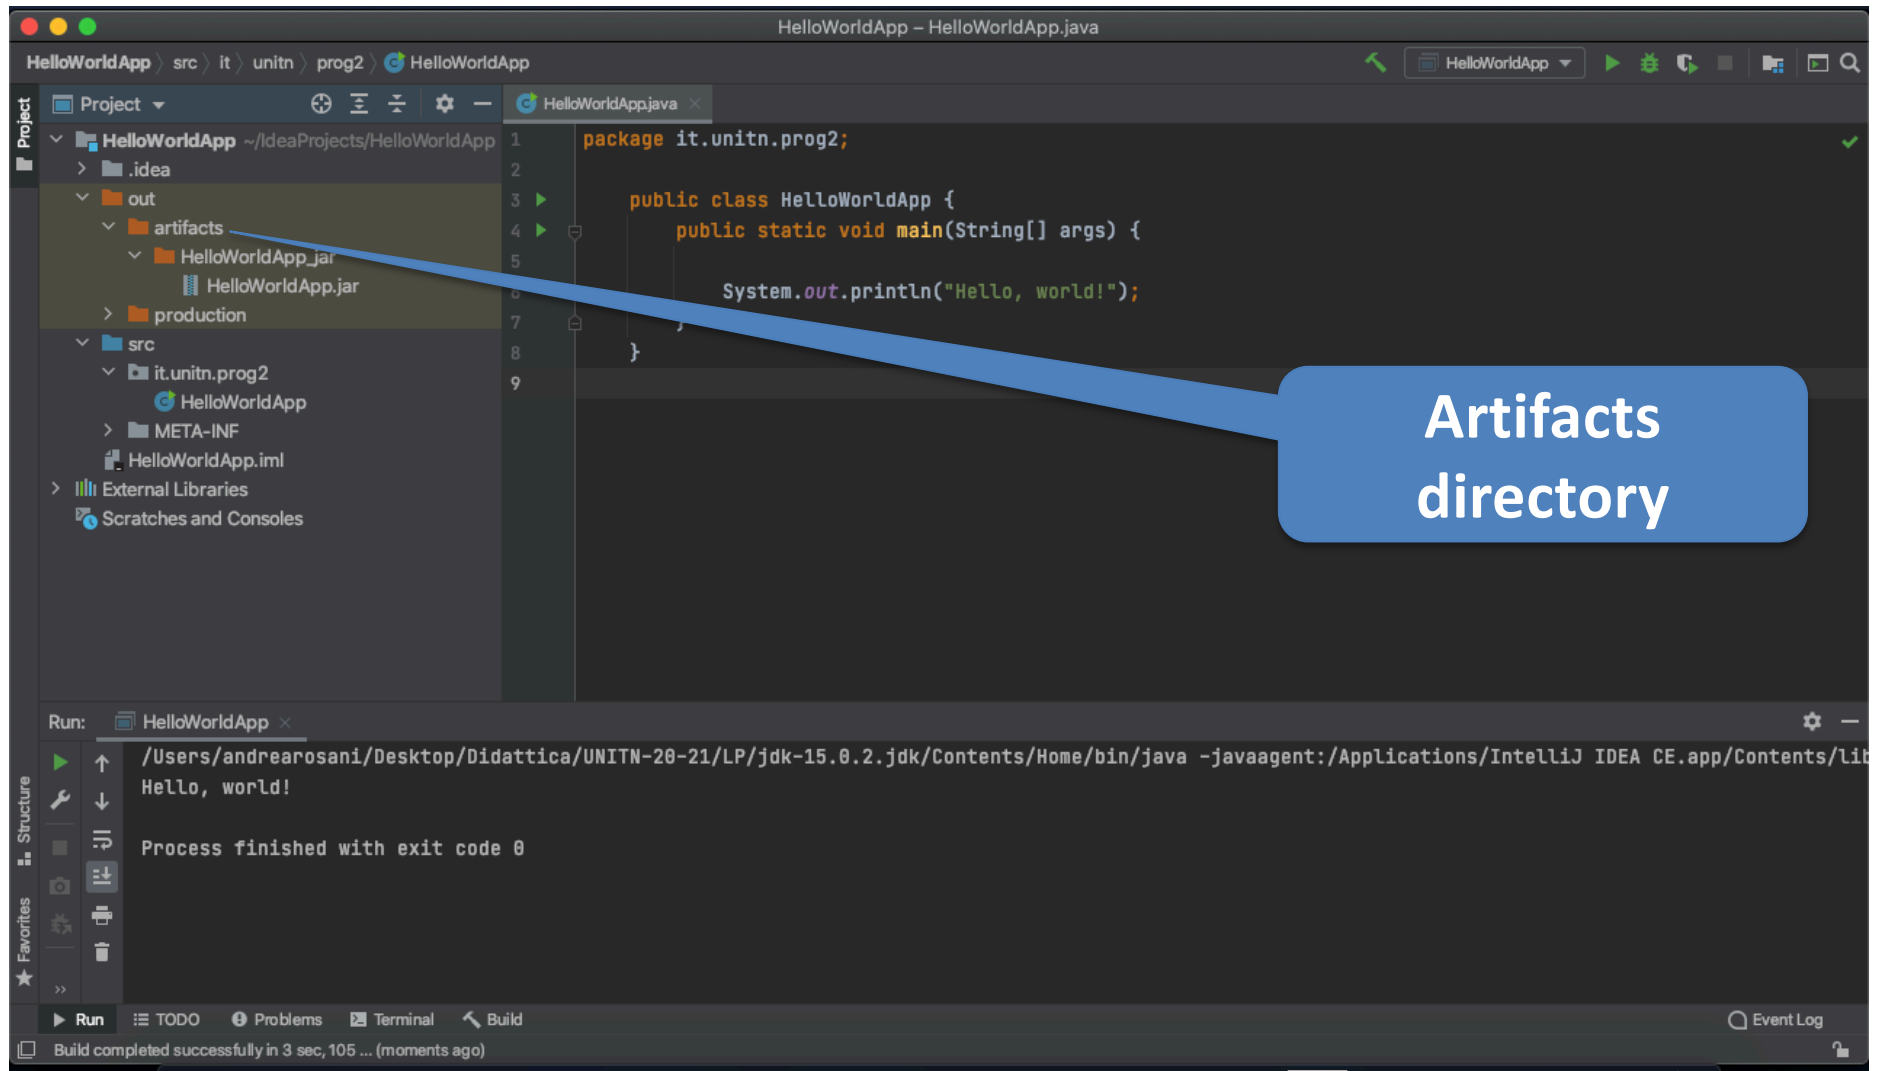 HelloWorldApp – HelloWorldApp.java
HelloWorldApp src it unitn prog2 HelloWorldApp
HelloWorldApp
Project
Project
HelloWorldApp.java
HelloWorldApp ~/IdeaProjects/HelloWorldApp
.idea
out
artifacts
HelloWorldApp_jar
HelloWorldApp.jar
production
src
it.unitn.prog2
HelloWorldApp
META-INF
HelloWorldApp.iml
External Libraries
Scratches and Consoles
1 package it.unitn.prog2;
2
3 public class HelloWorldApp {
4 public static void main(String[] args) {
5
6 System.out.println("Hello, world!");
7 }
8 }
9
Artifacts
directory
Run: HelloWorldApp
/Users/andrearosani/Desktop/Didattica/UNITN-20-21/LP/jdk-15.0.2.jdk/Contents/Home/bin/java -javaagent:/Applications/IntelliJ IDEA CE.app/Contents/lib
Hello, world!
Process finished with exit code 0
Structure
Favorites
Run TODO Problems Terminal Build
Event Log
Build completed successfully in 3 sec, 105 ... (moments ago)